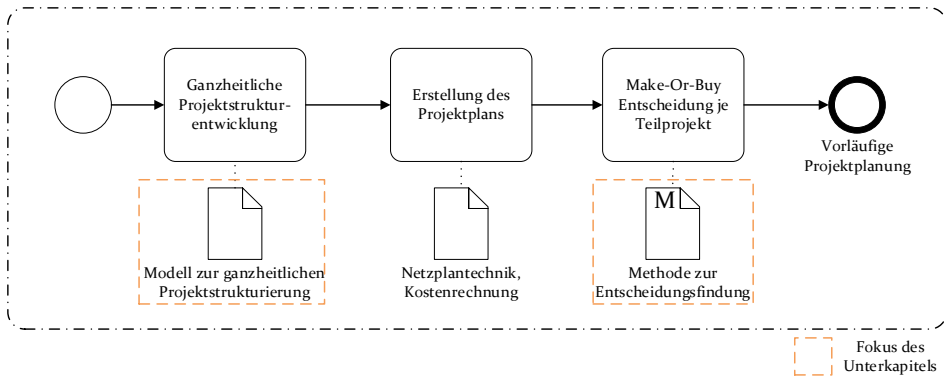 Ganzheitliche
Projektstruktur-
entwicklung
Erstellung des
Projektplans
Make-Or-Buy
Entscheidung je
Teilprojekt
Vorläufige
Projektplanung
M
Modell zur ganzheitlichen
Projektstrukturierung
Netzplantechnik,
Kostenrechnung
Methode zur
Entscheidungsfindung
Fokus des
Unterkapitels